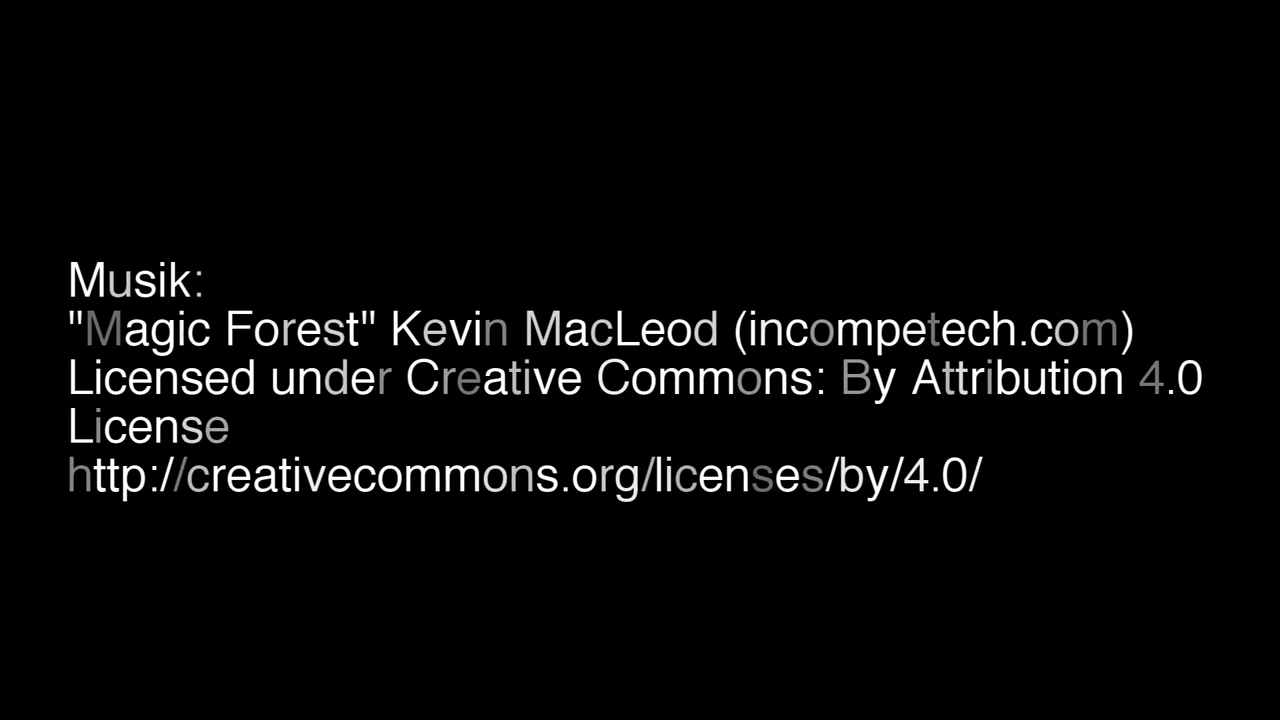 Musik:
"Magic Forest" Kevin MacLeod (incompetech.com)
Licensed under Creative Commons: By Attribution 4.0
License
http://creativecommons.org/licenses/by/4.0/